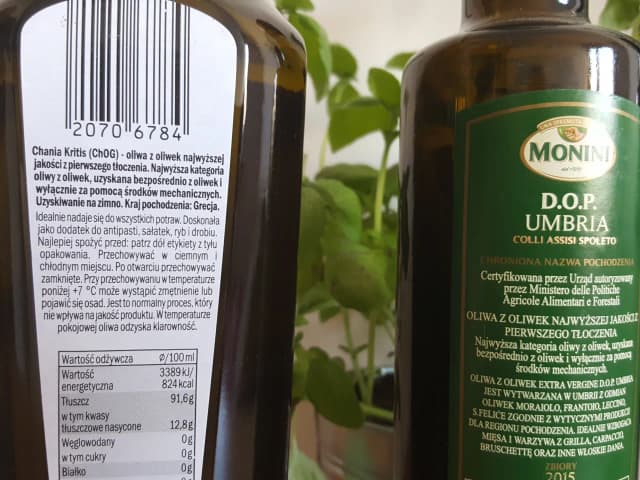 2070 6784
Chania Kritis (ChOG) - oliwa z oliwek najwyższej
jakości z pierwszego tłoczenia. Najwyższa kategoria
oliwy z oliwek, uzyskana bezpośrednio z oliwek i
wyłącznie za pomocą środków mechanicznych.
Uzyskiwanie na zimno. Kraj pochodzenia: Grecja.
Idealnie nadaje się do wszystkich potraw. Doskonała
jako dodatek do antipasti, sałatek, ryb i drobiu.
Najlepiej spożyć przed: patrz dół etykiety z tyłu
opakowania. Przechowywać w ciemnym i
chłodnym miejscu. Po otwarciu przechowywać
zamknięte. Przy przechowywaniu w temperaturze
poniżej +7 °C może wystąpić zmętnienie lub
pojawić się osad. Jest to normalny proces, który
nie wpływa na jakość produktu. W temperaturze
pokojowej oliwa odzyska klarowność.
Wartość odżywcza Ø/100 ml
Wartość 3389 kJ/
energetyczna 824 kcal
Tłuszcz 91,6g
w tym kwasy
tłuszczowe nasycone 12,8g
Węglowodany 0g
w tym cukry 0g
Białko 0g
MONINI
D.O.P.
UMBRIA
COLLI ASSISI SPOLETO
CHRONIONA NAZWA POCHODZENIA
Certyfikowana przez Urząd autoryzowany
przez Ministero delle Politiche
Agricole Alimentari e Forestali
OLIWA Z OLIWEK NAJWYŻSZEJ JAKOŚCI Z
PIERWSZEGO TŁOCZENIA
Najwyższa kategoria oliwy z oliwek, uzyskana
bezpośrednio z oliwek i wyłącznie za pomocą
środków mechanicznych.
OLIWA Z OLIWEK EXTRA VERGINE D.O.P. UMBRIA
JEST WYTWARZANA W UMBRII Z ODMIAN
OLIWEK MORAIOLO, FRANTOIO, LECCINO,
S.FELICE ZGODNIE Z WYTYCZNYMI PRODUKCJI
DLA REGIONU POCHODZENIA. IDEALNIE WZBOGACA
MIĘSA I WARZYWA Z GRILLA, CARPACCIO,
BRUSCHETTĘ ORAZ INNE WŁOSKIE DANIA.
ZBIORY
2015